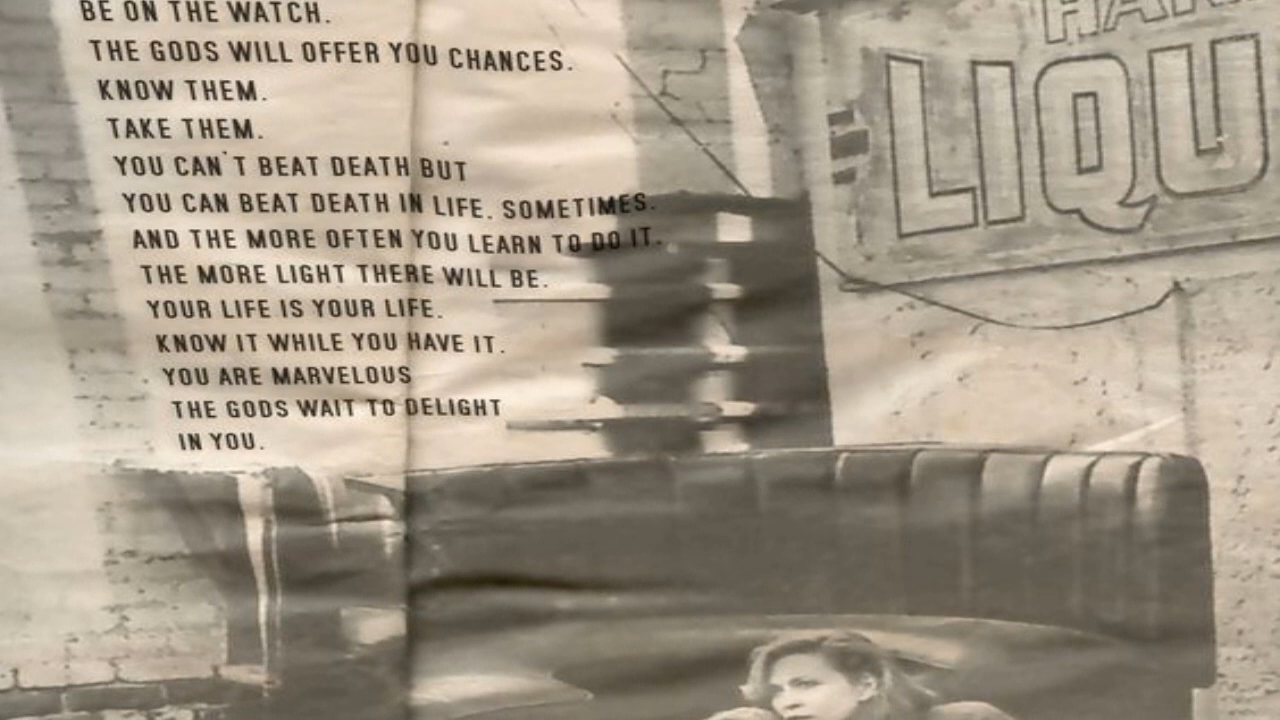 BE ON THE WATCH.
THE GODS WILL OFFER YOU CHANCES.
KNOW THEM.
TAKE THEM.
YOU CAN'T BEAT DEATH BUT
YOU CAN BEAT DEATH IN LIFE. SOMETIMES.
AND THE MORE OFTEN YOU LEARN TO DO IT.
THE MORE LIGHT THERE WILL BE.
YOUR LIFE IS YOUR LIFE.
KNOW IT WHILE YOU HAVE IT.
YOU ARE MARVELOUS
THE GODS WAIT TO DELIGHT
IN YOU.
LIQU